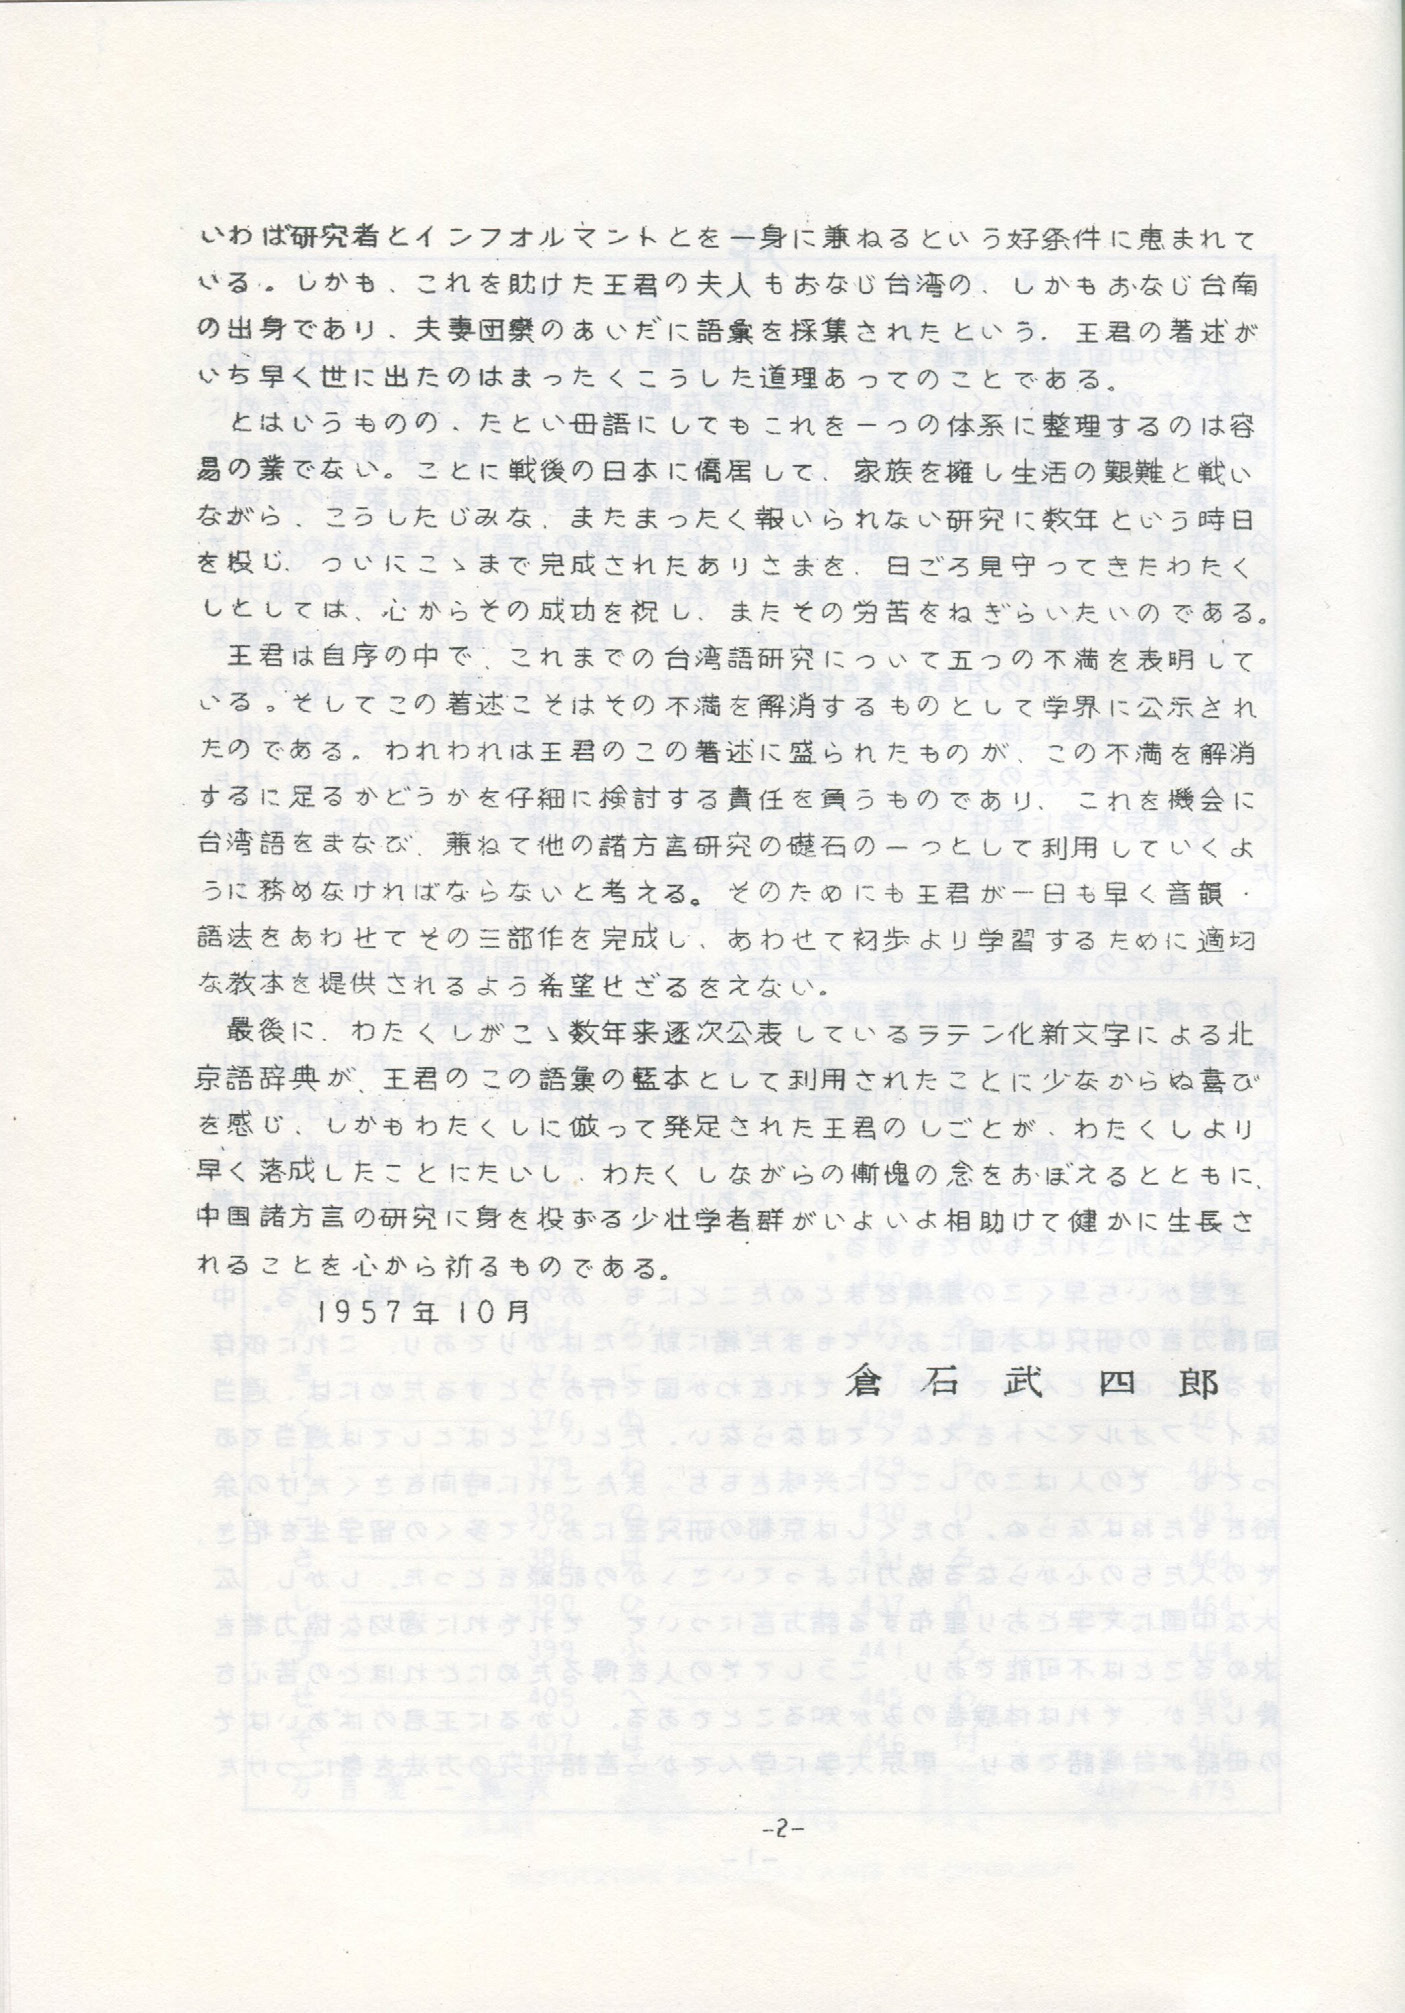 いわば研究者とインフオルマントとを一身に兼ねるという好条件に恵まれて
いる。しかも、これを助けた王君の夫人もおなじ台湾の、しかもおなじ台南
の出身であり、夫妻団欒のあいだに語彙を採集されたという。王君の著述が
いち早く世に出たのはまったくこうした道理あってのことである。
とはいうものの、たとい母語にしてもこれを一つの体系に整理するのは容
易の業でない。ことに戦後の日本に僑居して、家族を擁し生活の艱難と戦い
ながら、こうしたじみな、またまったく報いられない研究に数年という時日
を投じ、ついにこゝまで完成されたありさまを、日ごろ見守ってきたわたく
しとしては、心からその成功を祝し、またその労苦をねぎらいたいのである。
王君は自序の中で、これまでの台湾語研究について五つの不満を表明して
いる。そしてこの著述こそはその不満を解消するものとして学界に公示され
たのである。われわれは王君のこの著述に盛られたものが、この不満を解消
するに足るかどうかを仔細に検討する責任を負うものであり、これを機会に
台湾語をまなび、兼ねて他の諸方言研究の礎石の一つとして利用していくよ
うに務めなければならないと考える。そのためにも王君が一日も早く音韻・
語法をあわせてその三部作を完成し、あわせて初歩より学習するために適切
な教本を提供されるよう希望せざるをえない。
最後に、わたくしがこゝ数年来逐次公表しているラテン化新文字による北
京語辞典が、王君のこの語彙の藍本として利用されたことに少なからぬ喜び
を感じ、しかもわたくしに倣って発足された王君のしごとが、わたくしより
早く落成したことにたいし、わたくしながらの慚愧の念をおぼえるとともに、
中国諸方言の研究に身を投ずる少壮学者群がいよいよ相助けて健かに生長さ
れることを心から祈るものである。
1957年10月
倉石武四郎
-2-